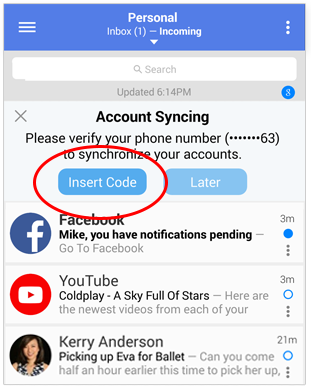 Personal
Inbox (1) — Incoming
Search
Updated 6:14PM
8
Account Syncing
Please verify your phone number (•••••••63)
to synchronize your accounts.
Insert Code Later
Facebook 3m
Mike, you have notifications pending —
Go To Facebook
YouTube 3m
Coldplay - A Sky Full Of Stars — Here are
the newest videos from each of your
Kerry Anderson 21m
Picking up Eva for Ballet — Can you come
half an hour earlier this time to pick her up,